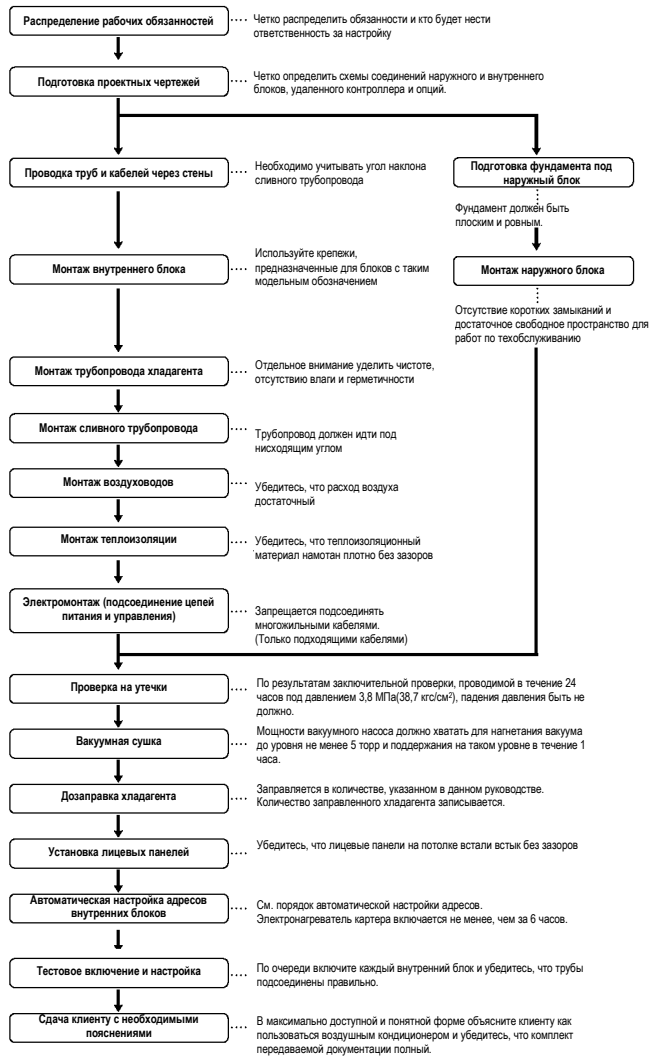 Распределение рабочих обязанностей
Четко распределить обязанности и кто будет нести
ответственность за настройку
Подготовка проектных чертежей
Четко определить схемы соединений наружного и внутреннего
блоков, удаленного контроллера и опций.
Проводка труб и кабелей через стены
Необходимо учитывать угол наклона
сливного трубопровода
Подготовка фундамента под
наружный блок
Фундамент должен быть
плоским и ровным.
Монтаж внутреннего блока
Используйте крепежи,
предназначенные для блоков с таким
модельным обозначением
Монтаж наружного блока
Отсутствие коротких замыканий и
достаточное свободное пространство для
работ по техобслуживанию
Монтаж трубопровода хладагента
Отдельное внимание уделить чистоте,
отсутствию влаги и герметичности
Монтаж сливного трубопровода
Трубопровод должен идти под
нисходящим углом
Монтаж воздуховодов
Убедитесь, что расход воздуха
достаточный
Монтаж теплоизоляции
Убедитесь, что теплоизоляционный
материал намотан плотно без зазоров
Электромонтаж (подсоединение цепей
питания и управления)
Запрещается подсоединять
многожильными кабелями.
(Только подходящими кабелями)
Проверка на утечки
По результатам заключительной проверки, проводимой в течение 24
часов под давлением 3,8 МПа(38,7 кгс/см²), падения давления быть не
должно.
Вакуумная сушка
Мощности вакуумного насоса должно хватать для нагнетания вакуума
до уровня не менее 5 торр и поддержания на таком уровне в течение 1
часа.
Дозаправка хладагента
Заправляется в количестве, указанном в данном руководстве.
Количество заправленного хладагента записывается.
Установка лицевых панелей
Убедитесь, что лицевые панели на потолке встали встык без зазоров
Автоматическая настройка адресов
внутренних блоков
См. порядок автоматической настройки адресов.
Электронагреватель картера включается не менее, чем за 6 часов.
Тестовое включение и настройка
По очереди включите каждый внутренний блок и убедитесь, что трубы
подсоединены правильно.
Сдача клиенту с необходимыми
пояснениями
В максимально доступной и понятной форме объясните клиенту как
пользоваться воздушным кондиционером и убедитесь, что комплект
передаваемой документации полный.